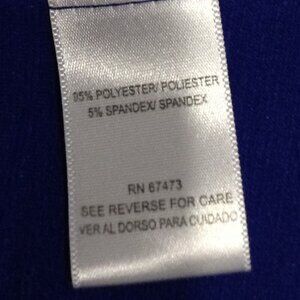 95% POLYESTER/ POLIESTER
5% SPANDEX/ SPANDEX
RN 67473
SEE REVERSE FOR CARE
VER AL DORSO PARA CUIDADO